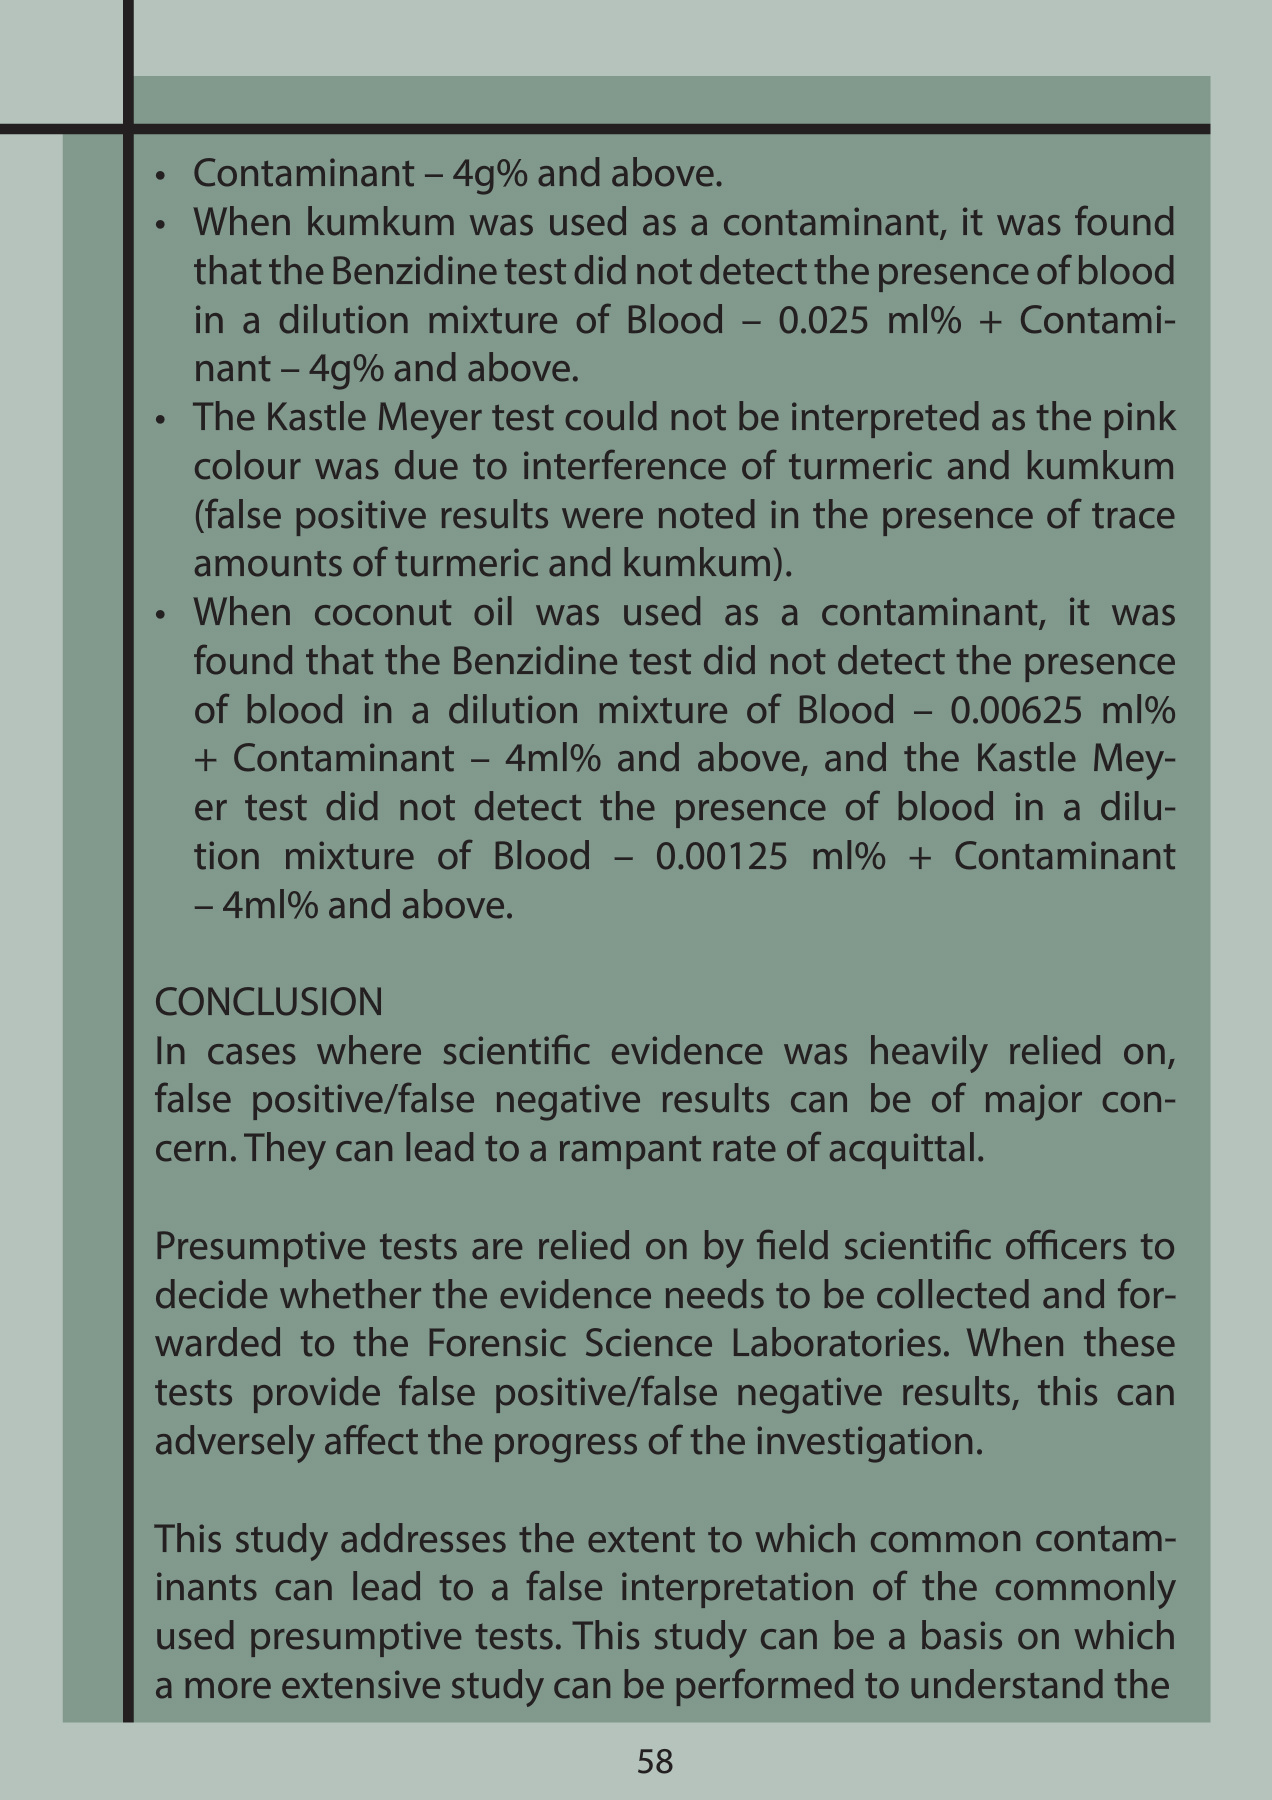 • Contaminant – 4g% and above.
• When kumkum was used as a contaminant, it was found
that the Benzidine test did not detect the presence of blood
in a dilution mixture of Blood – 0.025 ml% + Contami-
nant – 4g% and above.
• The Kastle Meyer test could not be interpreted as the pink
colour was due to interference of turmeric and kumkum
(false positive results were noted in the presence of trace
amounts of turmeric and kumkum).
• When coconut oil was used as a contaminant, it was
found that the Benzidine test did not detect the presence
of blood in a dilution mixture of Blood – 0.00625 ml%
+ Contaminant – 4ml% and above, and the Kastle Mey-
er test did not detect the presence of blood in a dilu-
tion mixture of Blood – 0.00125 ml% + Contaminant
– 4ml% and above.
CONCLUSION
In cases where scientific evidence was heavily relied on,
false positive/false negative results can be of major con-
cern. They can lead to a rampant rate of acquittal.
Presumptive tests are relied on by field scientific officers to
decide whether the evidence needs to be collected and for-
warded to the Forensic Science Laboratories. When these
tests provide false positive/false negative results, this can
adversely affect the progress of the investigation.
This study addresses the extent to which common contam-
inants can lead to a false interpretation of the commonly
used presumptive tests. This study can be a basis on which
a more extensive study can be performed to understand the
58